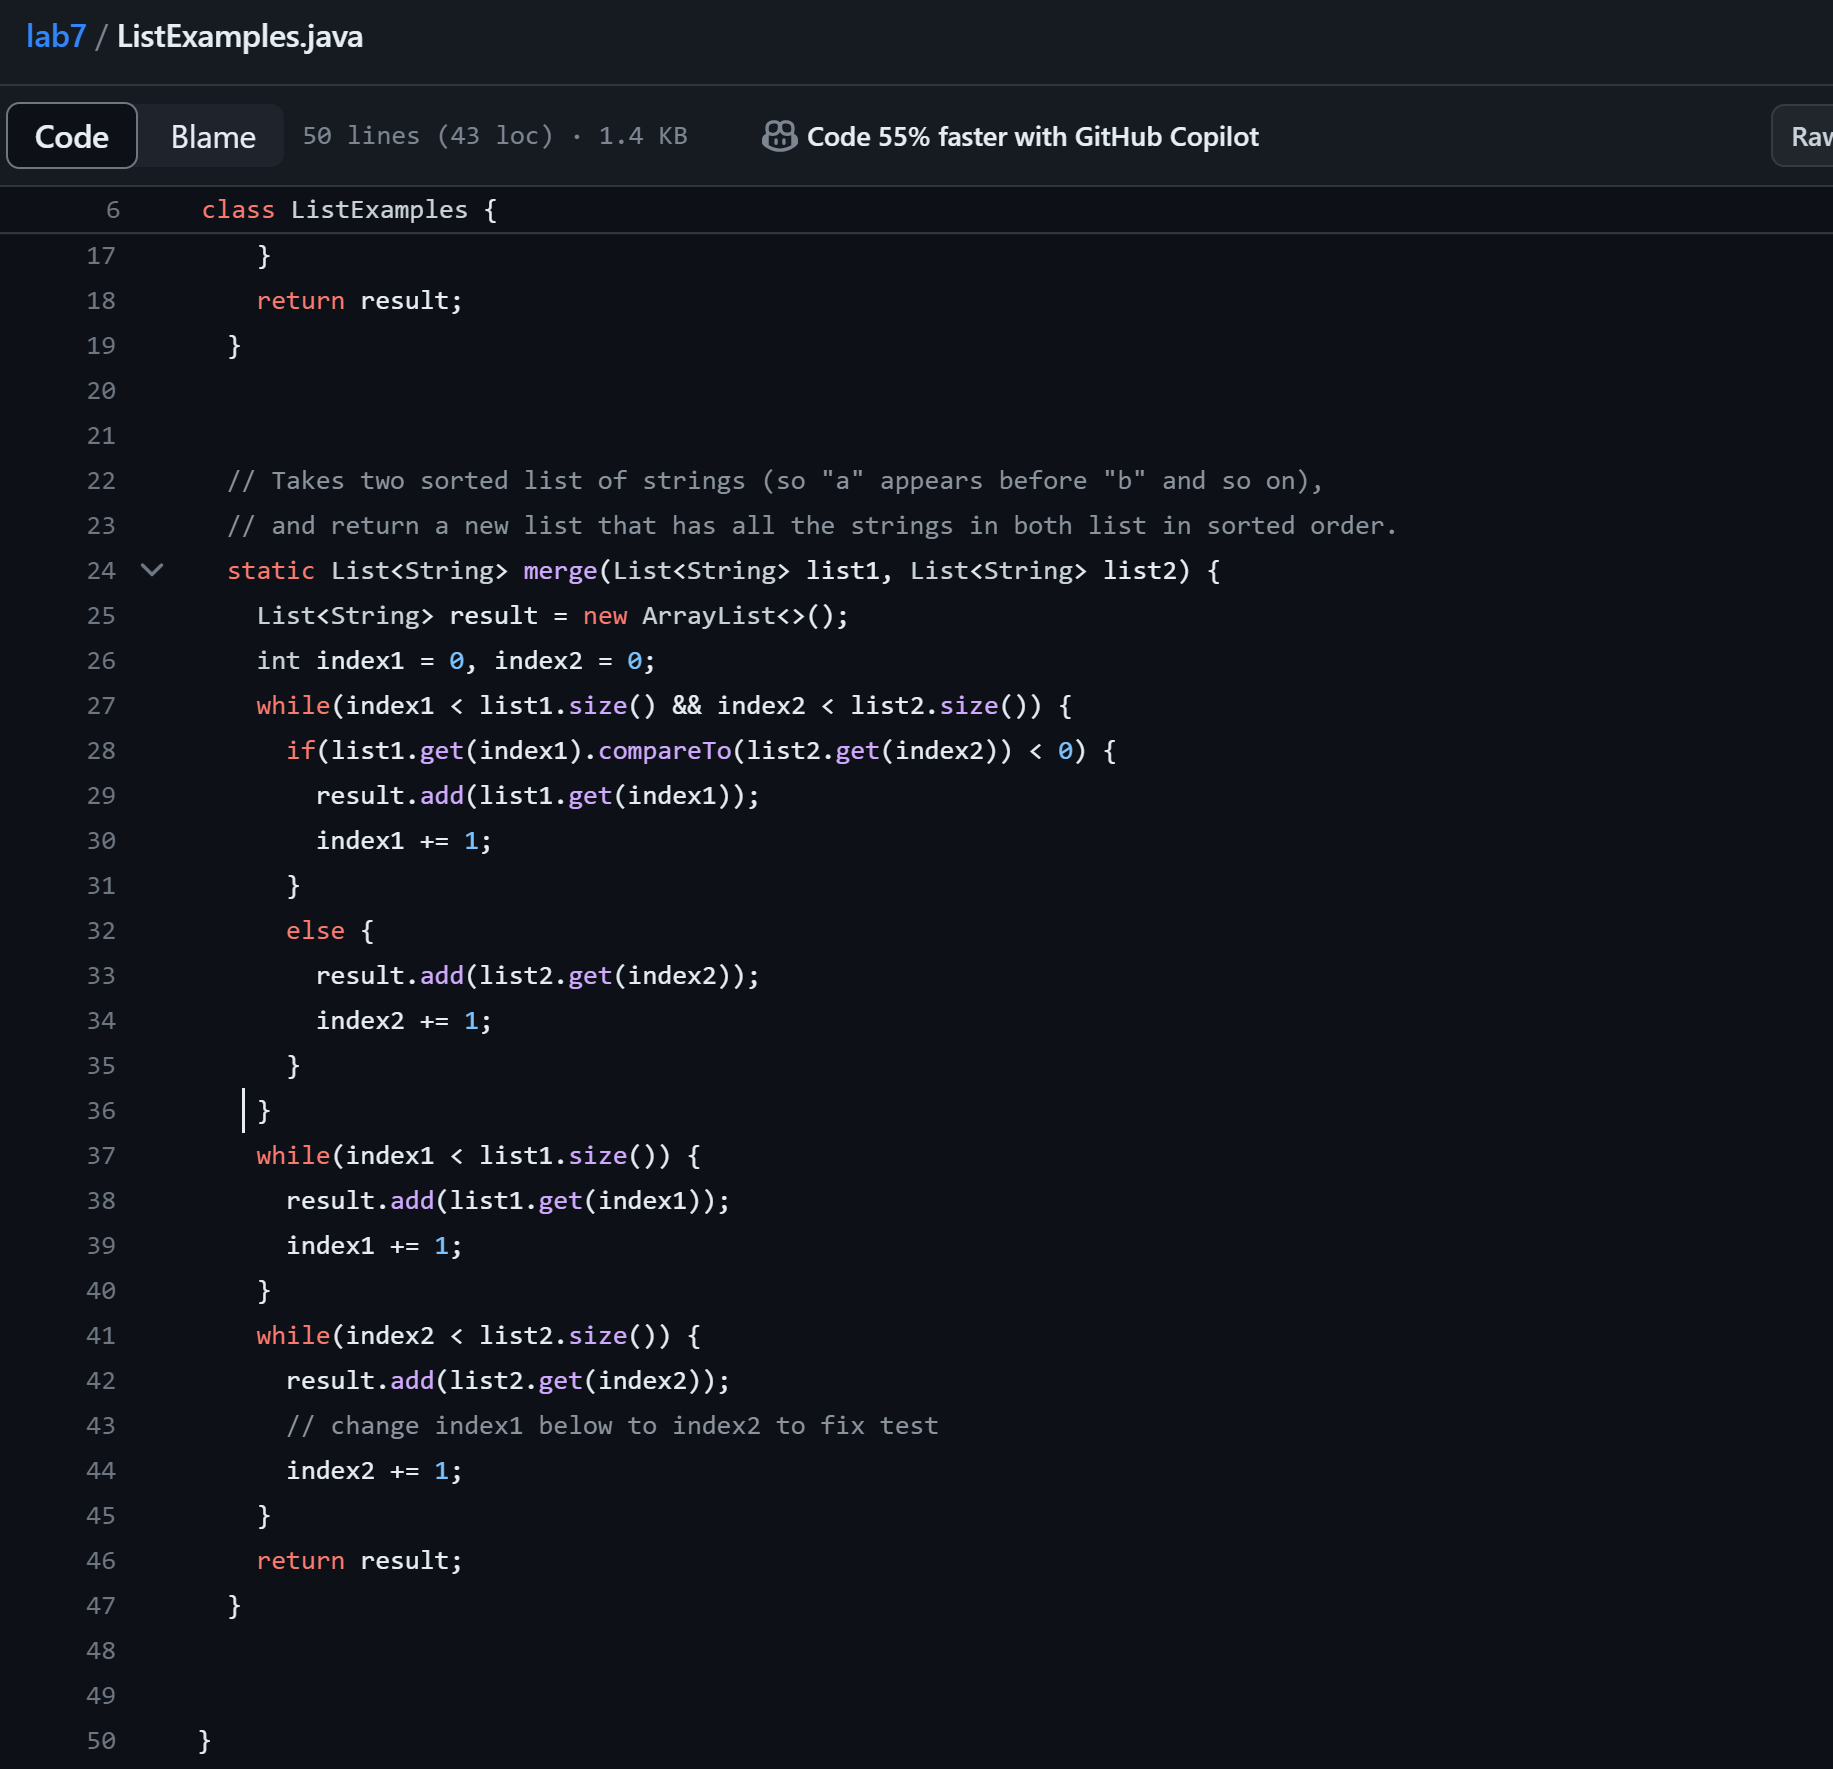 lab7 / ListExamples.java
Code Blame 50 lines (43 loc) · 1.4 KB Code 55% faster with GitHub Copilot
6 class ListExamples {
17 }
18 return result;
19 }
20
21
22 // Takes two sorted list of strings (so "a" appears before "b" and so on),
23 // and return a new list that has all the strings in both list in sorted order.
24 static List<String> merge(List<String> list1, List<String> list2) {
25 List<String> result = new ArrayList<>();
26 int index1 = 0, index2 = 0;
27 while(index1 < list1.size() && index2 < list2.size()) {
28 if(list1.get(index1).compareTo(list2.get(index2)) < 0) {
29 result.add(list1.get(index1));
30 index1 += 1;
31 }
32 else {
33 result.add(list2.get(index2));
34 index2 += 1;
35 }
36 }
37 while(index1 < list1.size()) {
38 result.add(list1.get(index1));
39 index1 += 1;
40 }
41 while(index2 < list2.size()) {
42 result.add(list2.get(index2));
43 // change index1 below to index2 to fix test
44 index2 += 1;
45 }
46 return result;
47 }
48
49
50 }